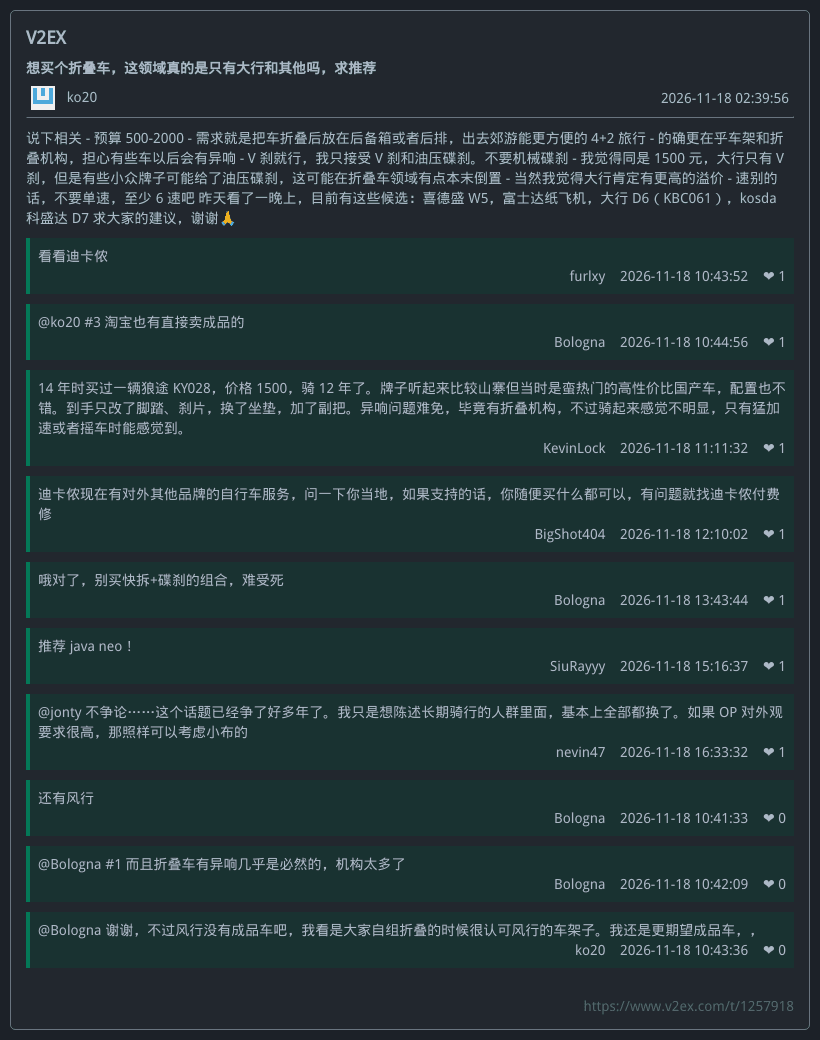 V2EX
想买个折叠车，这领域真的是只有大行和其他吗，求推荐
ko20
2026-11-18 02:39:56
说下相关 - 预算 500-2000 - 需求就是把车折叠后放在后备箱或者后排，出去郊游能更方便的 4+2 旅行 - 的确更在乎车架和折
叠机构，担心有些车以后会有异响 - V 刹就行，我只接受 V 刹和油压碟刹。不要机械碟刹 - 我觉得同是 1500 元，大行只有 V
刹，但是有些小众牌子可能给了油压碟刹，这可能在折叠车领域有点本末倒置 - 当然我觉得大行肯定有更高的溢价 - 速别的
话，不要单速，至少 6 速吧 昨天看了一晚上，目前有这些候选：喜德盛 W5，富士达纸飞机，大行 D6（KBC061），kosda
科盛达 D7 求大家的建议，谢谢🙏
看看迪卡侬
furlxy 2026-11-18 10:43:52 ❤ 1
@ko20 #3 淘宝也有直接卖成品的
Bologna 2026-11-18 10:44:56 ❤ 1
14 年时买过一辆狼途 KY028，价格 1500，骑 12 年了。牌子听起来比较山寨但当时是蛮热门的高性价比国产车，配置也不
错。到手只改了脚踏、刹片，换了坐垫，加了副把。异响问题难免，毕竟有折叠机构，不过骑起来感觉不明显，只有猛加
速或者摇车时能感觉到。
KevinLock 2026-11-18 11:11:32 ❤ 1
迪卡侬现在有对外其他品牌的自行车服务，问一下你当地，如果支持的话，你随便买什么都可以，有问题就找迪卡侬付费
修
BigShot404 2026-11-18 12:10:02 ❤ 1
哦对了，别买快拆+碟刹的组合，难受死
Bologna 2026-11-18 13:43:44 ❤ 1
推荐 java neo！
SiuRayyy 2026-11-18 15:16:37 ❤ 1
@jonty 不争论……这个话题已经争了好多年了。我只是想陈述长期骑行的人群里面，基本上全部都换了。如果 OP 对外观
要求很高，那照样可以考虑小布的
nevin47 2026-11-18 16:33:32 ❤ 1
还有风行
Bologna 2026-11-18 10:41:33 ❤ 0
@Bologna #1 而且折叠车有异响几乎是必然的，机构太多了
Bologna 2026-11-18 10:42:09 ❤ 0
@Bologna 谢谢，不过风行没有成品车吧，我看是大家自组折叠的时候很认可风行的车架子。我还是更期望成品车，，
ko20 2026-11-18 10:43:36 ❤ 0
https://www.v2ex.com/t/1257918